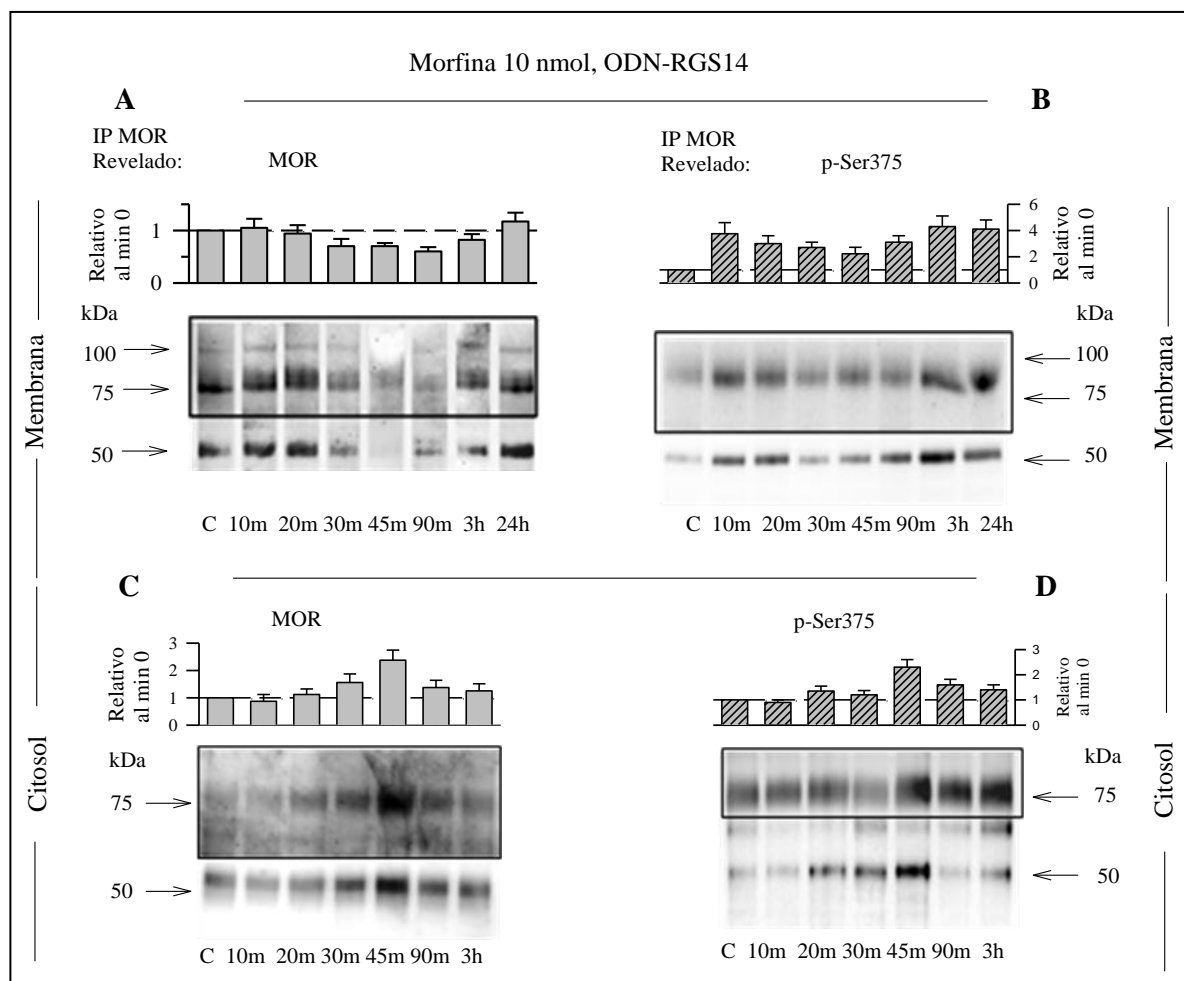 Morfina 10 nmol, ODN-RGS14
A
B
IP MOR
Revelado:
MOR
IP MOR
Revelado:
p-Ser375
Relativo
al min 0
1
0
6
4
2
0
Relativo
al min 0
kDa
100
75
50
kDa
100
75
50
Membrana
Membrana
C 10m 20m 30m 45m 90m 3h 24h
C 10m 20m 30m 45m 90m 3h 24h
C
D
MOR
p-Ser375
Relativo
al min 0
3
2
1
0
3
2
1
0
Relativo
al min 0
kDa
75
50
kDa
75
50
Citosol
Citosol
C 10m 20m 30m 45m 90m 3h
C 10m 20m 30m 45m 90m 3h